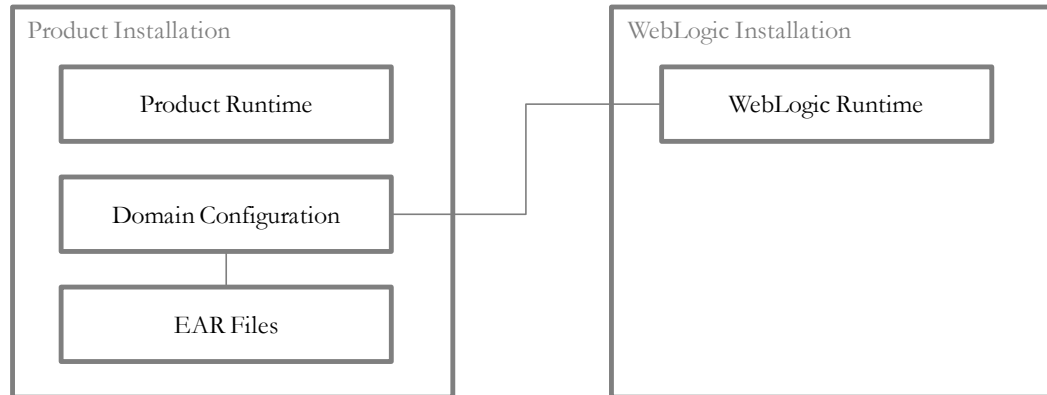 Product Installation
Product Runtime
Domain Configuration
EAR Files
WebLogic Installation
WebLogic Runtime